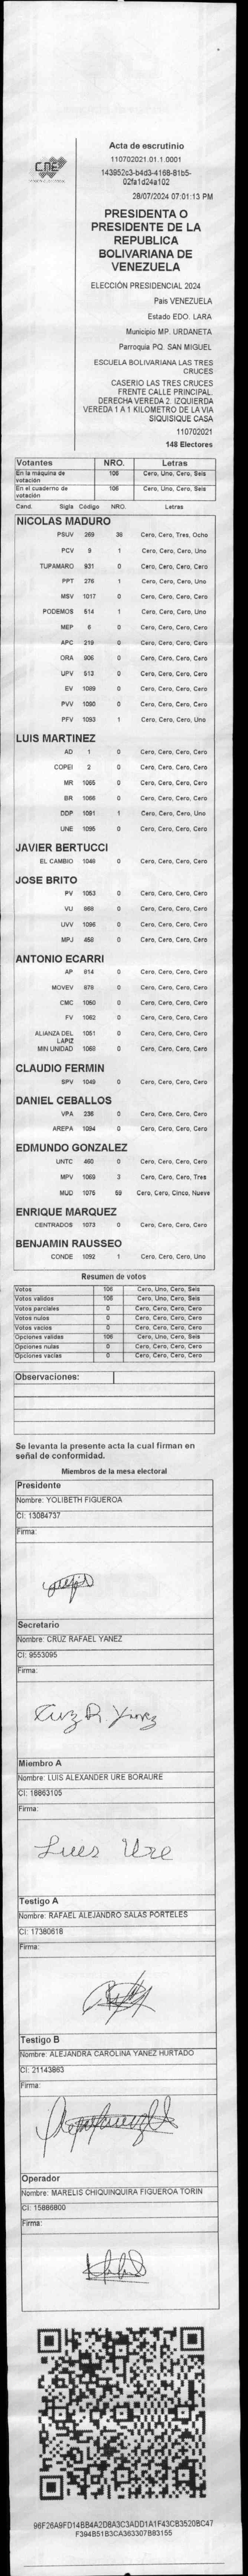 CNE
Acta de escrutinio
110702021.01.1.0001
143952c3-b4d3-4168-81b5-
02fa1d24a102
28/07/2024 07:01:13 PM
PRESIDENTA O
PRESIDENTE DE LA
REPUBLICA
BOLIVARIANA DE
VENEZUELA
ELECCIÓN PRESIDENCIAL 2024
País VENEZUELA
Estado EDO. LARA
Municipio MP. URDANETA
Parroquia PQ. SAN MIGUEL
ESCUELA BOLIVARIANA LAS TRES
CRUCES
CASERIO LAS TRES CRUCES
FRENTE CALLE PRINCIPAL.
DERECHA VEREDA 2. IZQUIERDA
VEREDA 1 A 1 KILOMETRO DE LA VIA
SIQUISIQUE CASA
110702021
148 Electores
Votantes NRO. Letras
En la máquina de votación 106 Cero, Uno, Cero, Seis
En el cuaderno de votación 106 Cero, Uno, Cero, Seis
Cand. Sigla Código NRO. Letras
NICOLAS MADURO
PSUV 269 38 Cero, Cero, Tres, Ocho
PCV 9 1 Cero, Cero, Cero, Uno
TUPAMARO 931 0 Cero, Cero, Cero, Cero
PPT 276 1 Cero, Cero, Cero, Uno
MSV 1017 0 Cero, Cero, Cero, Cero
PODEMOS 514 1 Cero, Cero, Cero, Uno
MEP 6 0 Cero, Cero, Cero, Cero
APC 219 0 Cero, Cero, Cero, Cero
ORA 906 0 Cero, Cero, Cero, Cero
UPV 513 0 Cero, Cero, Cero, Cero
EV 1089 0 Cero, Cero, Cero, Cero
PVV 1090 0 Cero, Cero, Cero, Cero
PFV 1093 1 Cero, Cero, Cero, Uno
LUIS MARTINEZ
AD 1 0 Cero, Cero, Cero, Cero
COPEI 2 0 Cero, Cero, Cero, Cero
MR 1065 0 Cero, Cero, Cero, Cero
BR 1066 0 Cero, Cero, Cero, Cero
DDP 1091 1 Cero, Cero, Cero, Uno
UNE 1095 0 Cero, Cero, Cero, Cero
JAVIER BERTUCCI
EL CAMBIO 1046 0 Cero, Cero, Cero, Cero
JOSE BRITO
PV 1053 0 Cero, Cero, Cero, Cero
VU 868 0 Cero, Cero, Cero, Cero
UVV 1096 0 Cero, Cero, Cero, Cero
MPJ 458 0 Cero, Cero, Cero, Cero
ANTONIO ECARRI
AP 814 0 Cero, Cero, Cero, Cero
MOVEV 878 0 Cero, Cero, Cero, Cero
CMC 1050 0 Cero, Cero, Cero, Cero
FV 1062 0 Cero, Cero, Cero, Cero
ALIANZA DEL LAPIZ 1051 0 Cero, Cero, Cero, Cero
MIN UNIDAD 1068 0 Cero, Cero, Cero, Cero
CLAUDIO FERMIN
SPV 1049 0 Cero, Cero, Cero, Cero
DANIEL CEBALLOS
VPA 236 0 Cero, Cero, Cero, Cero
AREPA 1094 0 Cero, Cero, Cero, Cero
EDMUNDO GONZALEZ
UNTC 460 0 Cero, Cero, Cero, Cero
MPV 1069 3 Cero, Cero, Cero, Tres
MUD 1075 59 Cero, Cero, Cinco, Nueve
ENRIQUE MARQUEZ
CENTRADOS 1073 0 Cero, Cero, Cero, Cero
BENJAMIN RAUSSEO
CONDE 1092 1 Cero, Cero, Cero, Uno
Resumen de votos
Votos 106 Cero, Uno, Cero, Seis
Votos validos 106 Cero, Uno, Cero, Seis
Votos parciales 0 Cero, Cero, Cero, Cero
Votos nulos 0 Cero, Cero, Cero, Cero
Votos vacios 0 Cero, Cero, Cero, Cero
Opciones validas 106 Cero, Uno, Cero, Seis
Opciones nulas 0 Cero, Cero, Cero, Cero
Opciones vacias 0 Cero, Cero, Cero, Cero
Observaciones:
Se levanta la presente acta la cual firman en
señal de conformidad.
Miembros de la mesa electoral
Presidente
Nombre: YOLIBETH FIGUEROA
CI: 13084737
Firma:
Secretario
Nombre: CRUZ RAFAEL YANEZ
CI: 9553095
Firma:
Cruz R. Yanez
Miembro A
Nombre: LUIS ALEXANDER URE BORAURE
CI: 18863105
Firma:
Luis Ure
Testigo A
Nombre: RAFAEL ALEJANDRO SALAS PORTELES
CI: 17380618
Firma:
Testigo B
Nombre: ALEJANDRA CAROLINA YANEZ HURTADO
CI: 21143863
Firma:
Operador
Nombre: MARELIS CHIQUINQUIRA FIGUEROA TORIN
CI: 15886800
Firma:
96F26A9FD14BB4A2D8A3C3ADD1A1F43CB3520BC47
F394B51B3CA363307B83155